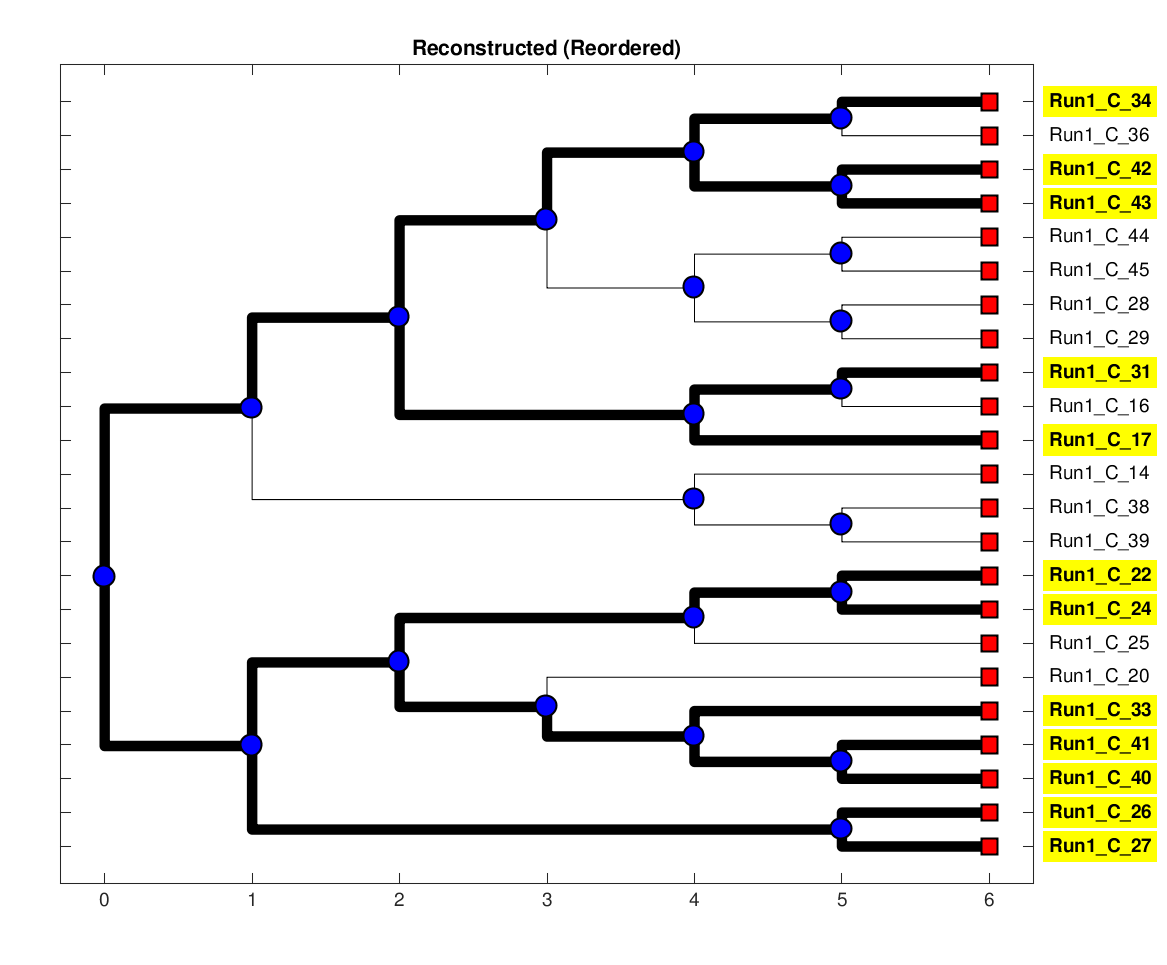 Reconstructed (Reordered)
Run1_C_34
Run1_C_36
Run1_C_42
Run1_C_43
Run1_C_44
Run1_C_45
Run1_C_28
Run1_C_29
Run1_C_31
Run1_C_16
Run1_C_17
Run1_C_14
Run1_C_38
Run1_C_39
Run1_C_22
Run1_C_24
Run1_C_25
Run1_C_20
Run1_C_33
Run1_C_41
Run1_C_40
Run1_C_26
Run1_C_27
0 1 2 3 4 5 6